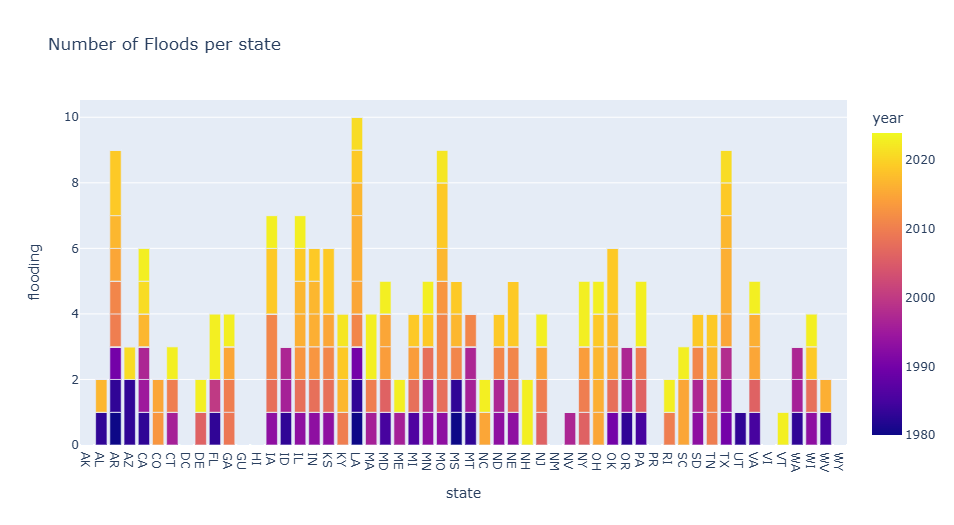 Number of Floods per state
year
10
8
6
4
2
0
flooding
2020
2010
2000
1990
1980
AK AL AR AZ CA CO CT DC DE FL GA GU HI IA ID IL IN KS KY LA MA MD ME MI MN MO MS MT NC ND NE NH NJ NM NV NY OH OK OR PA PR RI SC SD TN TX UT VA VI VT WA WI WV WY
state